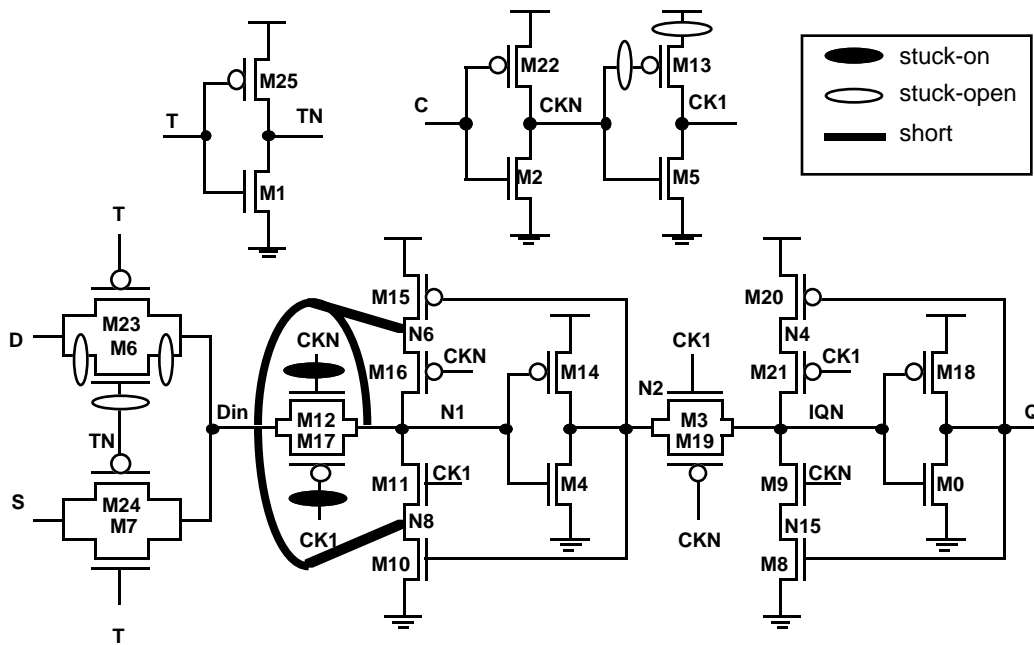 M25
T
TN
M1
M22
C
CKN
M2
M13
CK1
M5
stuck-on
stuck-open
short
T
M23
M6
D
TN
Din
M24
M7
S
T
CKN
M12
M17
CK1
M15
N6
M16
CKN
N1
M11
CK1
N8
M10
M14
M4
N2
CK1
M3
M19
CKN
M20
N4
M21
CK1
IQN
M9
CKN
N15
M8
M18
M0
Q